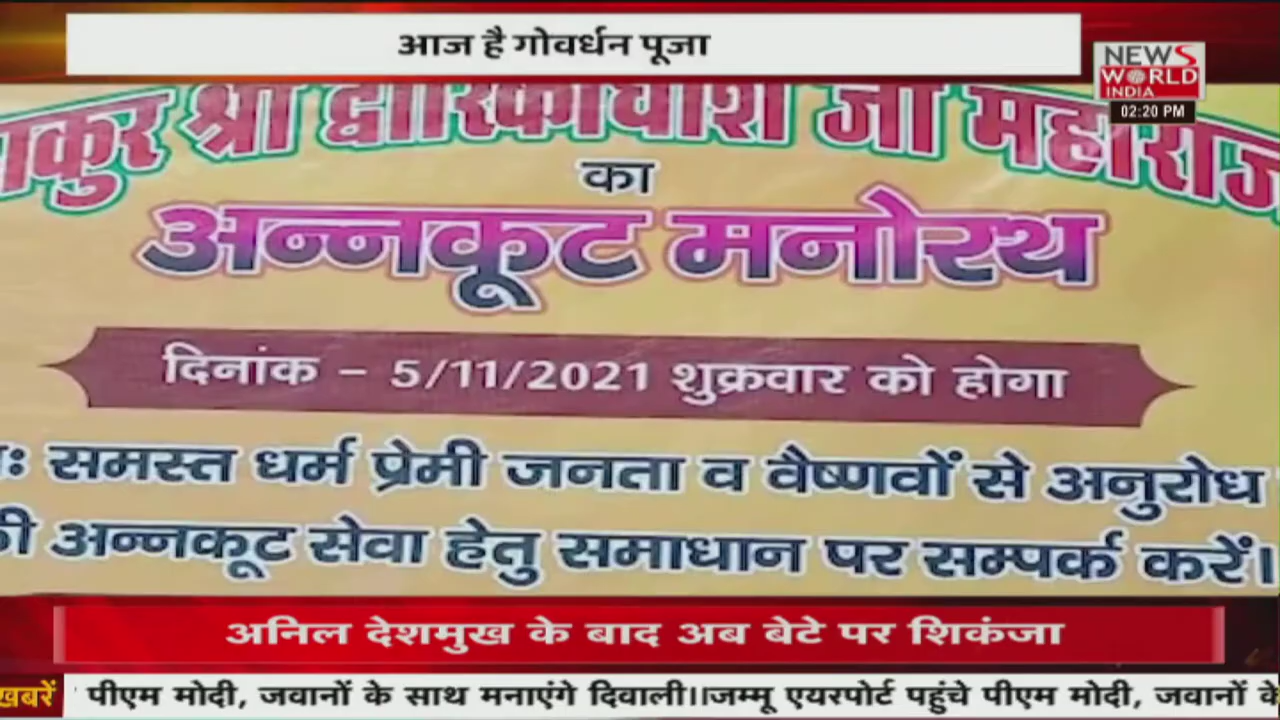 आज है गोवर्धन पूजा
NEWS
WORLD
INDIA
02:20 PM
श्री द्वारिकाधीश जी महाराज
का
अन्नकूट मनोरथ
दिनांक - 5/11/2021 शुक्रवार को होगा
समस्त धर्म प्रेमी जनता व वैष्णवों से अनुरोध
अन्नकूट सेवा हेतु समाधान पर सम्पर्क करें।
अनिल देशमुख के बाद अब बेटे पर शिकंजा
खबरें
पीएम मोदी, जवानों के साथ मनाएंगे दिवाली।।जम्मू एयरपोर्ट पहुंचे पीएम मोदी, जवानों के